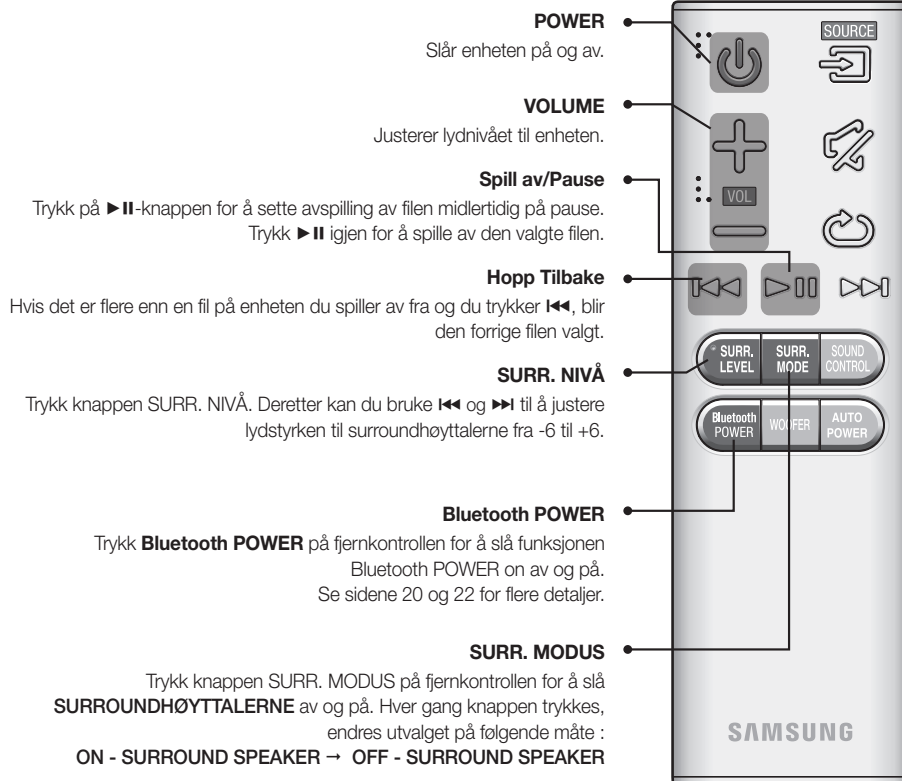 POWER
Slår enheten på og av.
VOLUME
Justerer lydnivået til enheten.
Spill av/Pause
Trykk på ►II-knappen for å sette avspilling av filen midlertidig på pause.
Trykk ►II igjen for å spille av den valgte filen.
Hopp Tilbake
Hvis det er flere enn en fil på enheten du spiller av fra og du trykker I◄◄, blir
den forrige filen valgt.
SURR. NIVÅ
Trykk knappen SURR. NIVÅ. Deretter kan du bruke I◄◄ og ►►I til å justere
lydstyrken til surroundhøyttalerne fra -6 til +6.
Bluetooth POWER
Trykk Bluetooth POWER på fjernkontrollen for å slå funksjonen
Bluetooth POWER on av og på.
Se sidene 20 og 22 for flere detaljer.
SURR. MODUS
Trykk knappen SURR. MODUS på fjernkontrollen for å slå
SURROUNDHØYTTALERNE av og på. Hver gang knappen trykkes,
endres utvalget på følgende måte :
ON - SURROUND SPEAKER → OFF - SURROUND SPEAKER
SOURCE
VOL
SURR. LEVEL
SURR. MODE
SOUND CONTROL
Bluetooth POWER
WOOFER
AUTO POWER
SAMSUNG